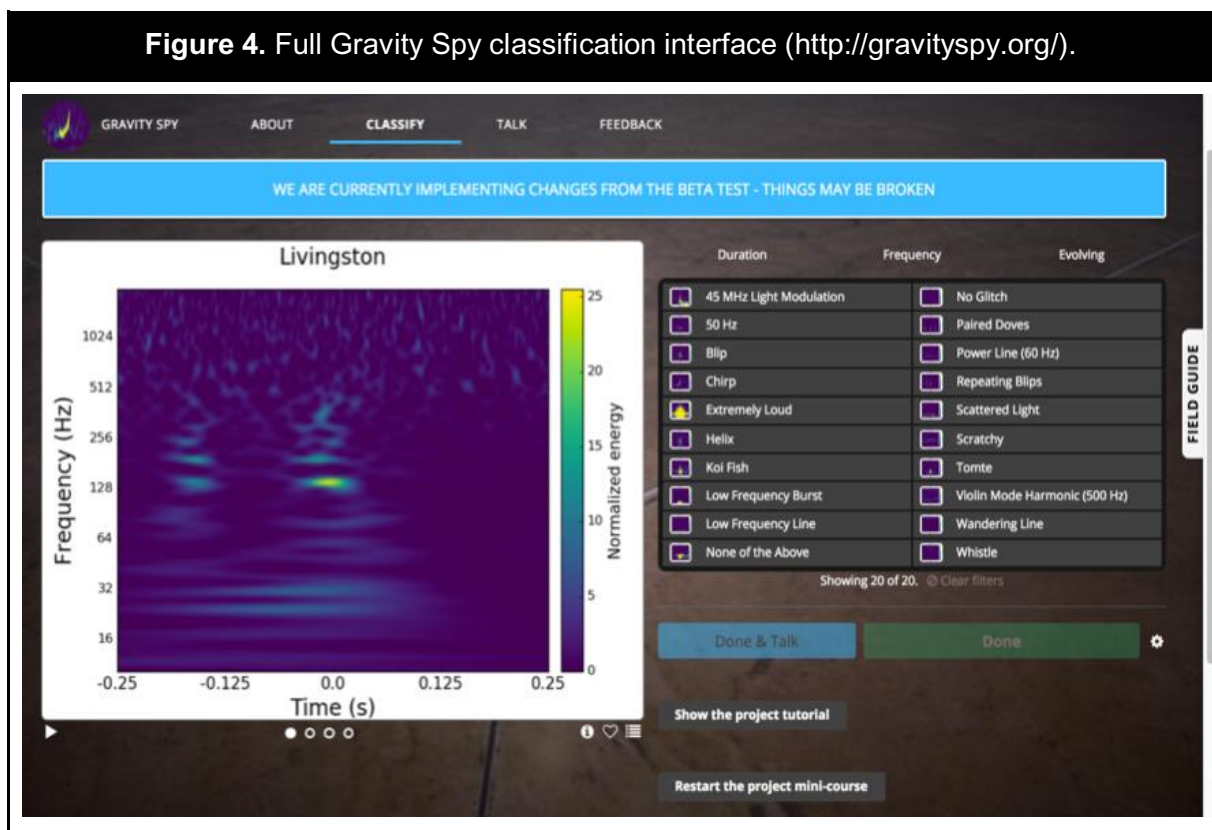 Figure 4. Full Gravity Spy classification interface (http://gravityspy.org/).
GRAVITY SPY ABOUT CLASSIFY TALK FEEDBACK
WE ARE CURRENTLY IMPLEMENTING CHANGES FROM THE BETA TEST - THINGS MAY BE BROKEN
Livingston
Frequency (Hz)
1024
512
256
128
64
32
16
-0.25 -0.125 0.0 0.125 0.25
Time (s)
25
20
15
10
5
0
Normalized energy
Duration Frequency Evolving
45 MHz Light Modulation No Glitch
50 Hz Paired Doves
Blip Power Line (60 Hz)
Chirp Repeating Blips
Extremely Loud Scattered Light
Helix Scratchy
Koi Fish Tomte
Low Frequency Burst Violin Mode Harmonic (500 Hz)
Low Frequency Line Wandering Line
None of the Above Whistle
Showing 20 of 20. Clear filters
Done & Talk Done
Show the project tutorial
Restart the project mini-course
FIELD GUIDE